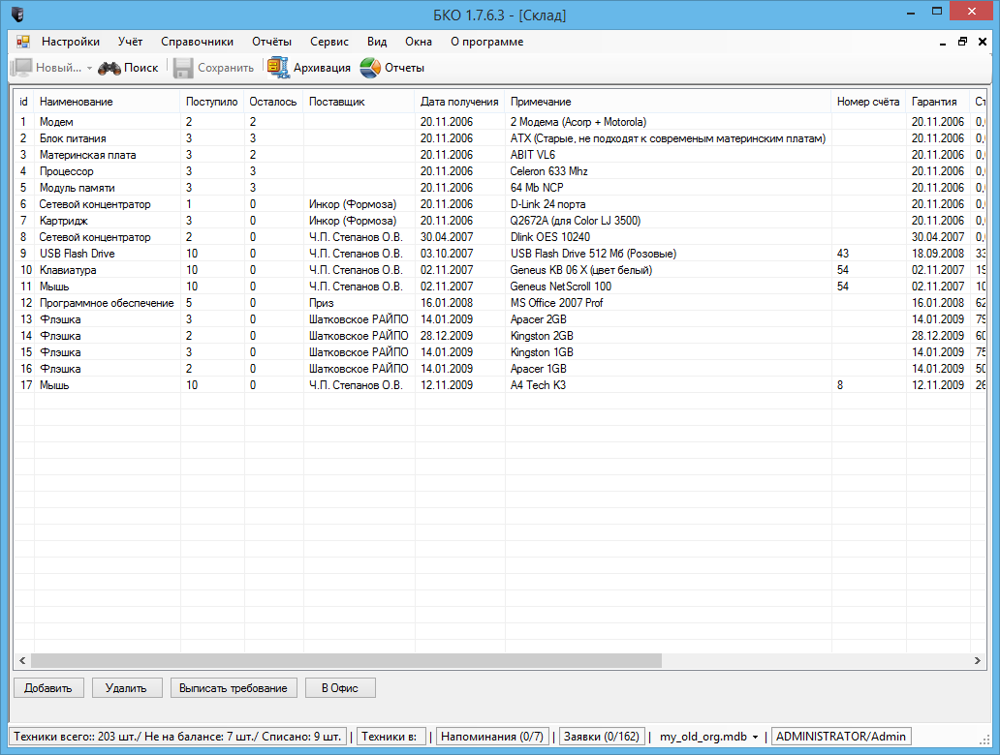 БКО 1.7.6.3 - [Склад]
Настройки Учёт Справочники Отчёты Сервис Вид Окна О программе
Новый... Поиск Сохранить Архивация Отчеты
id Наименование Поступило Осталось Поставщик Дата получения Примечание Номер счёта Гарантия Ст
1 Модем 2 2 20.11.2006 2 Модема (Acorp + Motorola) 20.11.2006 0,
2 Блок питания 3 3 20.11.2006 ATX (Старые, не подходят к современым материнским платам) 20.11.2006 0,
3 Материнская плата 3 2 20.11.2006 ABIT VL6 20.11.2006 0,
4 Процессор 3 3 20.11.2006 Celeron 633 Mhz 20.11.2006 0,
5 Модуль памяти 3 3 20.11.2006 64 Mb NCP 20.11.2006 0,
6 Сетевой концентратор 1 0 Инкор (Формоза) 20.11.2006 D-Link 24 порта 20.11.2006 0,
7 Картридж 3 0 Инкор (Формоза) 20.11.2006 Q2672A (для Color LJ 3500) 20.11.2006 0,
8 Сетевой концентратор 2 0 Ч.П. Степанов О.В. 30.04.2007 Dlink OES 10240 30.04.2007 0,
9 USB Flash Drive 10 0 Ч.П. Степанов О.В. 03.10.2007 USB Flash Drive 512 Мб (Розовые) 43 18.09.2008 33
10 Клавиатура 10 0 Ч.П. Степанов О.В. 02.11.2007 Geneus KB 06 X (цвет белый) 54 02.11.2007 19
11 Мышь 10 0 Ч.П. Степанов О.В. 02.11.2007 Geneus NetScroll 100 54 02.11.2007 10
12 Программное обеспечение 5 0 Приз 16.01.2008 MS Office 2007 Prof 16.01.2008 62
13 Флэшка 3 0 Шатковское РАЙПО 14.01.2009 Apacer 2GB 14.01.2009 79
14 Флэшка 2 0 Шатковское РАЙПО 28.12.2009 Kingston 2GB 28.12.2009 60
15 Флэшка 3 0 Шатковское РАЙПО 14.01.2009 Kingston 1GB 14.01.2009 75
16 Флэшка 2 0 Шатковское РАЙПО 14.01.2009 Apacer 1GB 14.01.2009 50
17 Мышь 10 0 Ч.П. Степанов О.В. 12.11.2009 A4 Tech K3 8 12.11.2009 26
Добавить Удалить Выписать требование В Офис
Техники всего:: 203 шт./ Не на балансе: 7 шт./ Списано: 9 шт. | Техники в: | Напоминания (0/7) | Заявки (0/162) | my_old_org.mdb | ADMINISTRATOR/Admin